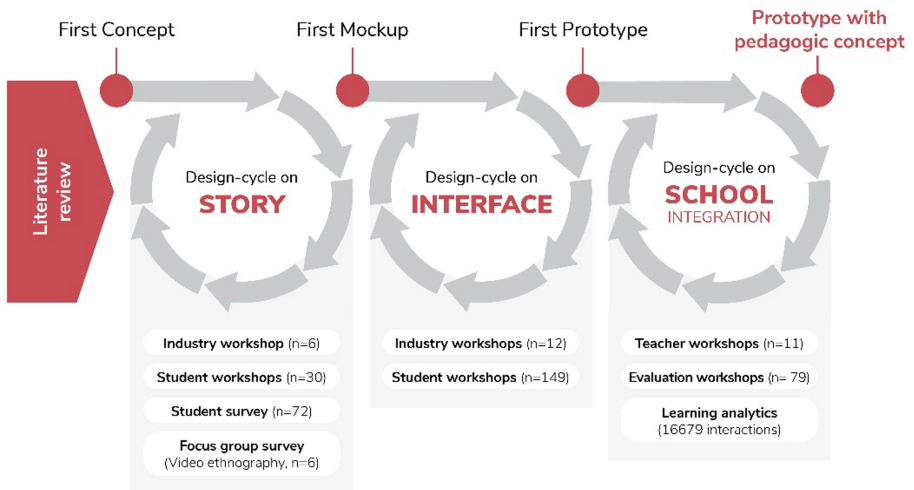 First Concept
First Mockup
First Prototype
Prototype with
pedagogic concept
Literature
review
Design-cycle on
STORY
Design-cycle on
INTERFACE
Design-cycle on
SCHOOL
INTEGRATION
Industry workshop (n=6)
Student workshops (n=30)
Student survey (n=72)
Focus group survey
(Video ethnography, n=6)
Industry workshops (n=12)
Student workshops (n=149)
Teacher workshops (n=11)
Evaluation workshops (n= 79)
Learning analytics
(16679 interactions)